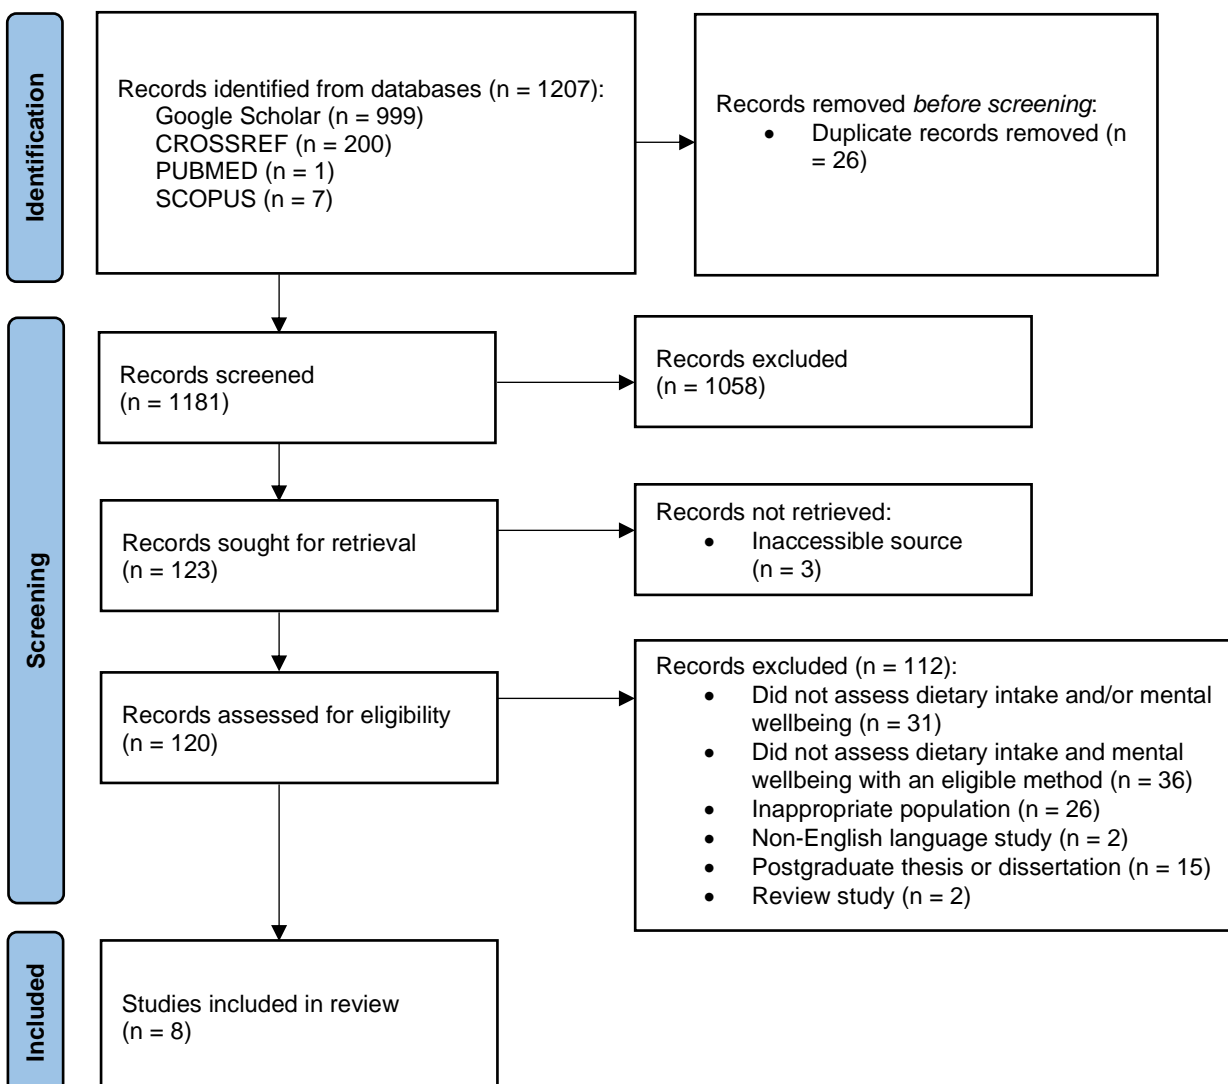 Identification
Records identified from databases (n = 1207):
Google Scholar (n = 999)
CROSSREF (n = 200)
PUBMED (n = 1)
SCOPUS (n = 7)
Records removed before screening:
• Duplicate records removed (n
= 26)
Screening
Records screened
(n = 1181)
Records excluded
(n = 1058)
Records sought for retrieval
(n = 123)
Records not retrieved:
• Inaccessible source
(n = 3)
Records assessed for eligibility
(n = 120)
Records excluded (n = 112):
• Did not assess dietary intake and/or mental
wellbeing (n = 31)
• Did not assess dietary intake and mental
wellbeing with an eligible method (n = 36)
• Inappropriate population (n = 26)
• Non-English language study (n = 2)
• Postgraduate thesis or dissertation (n = 15)
• Review study (n = 2)
Included
Studies included in review
(n = 8)